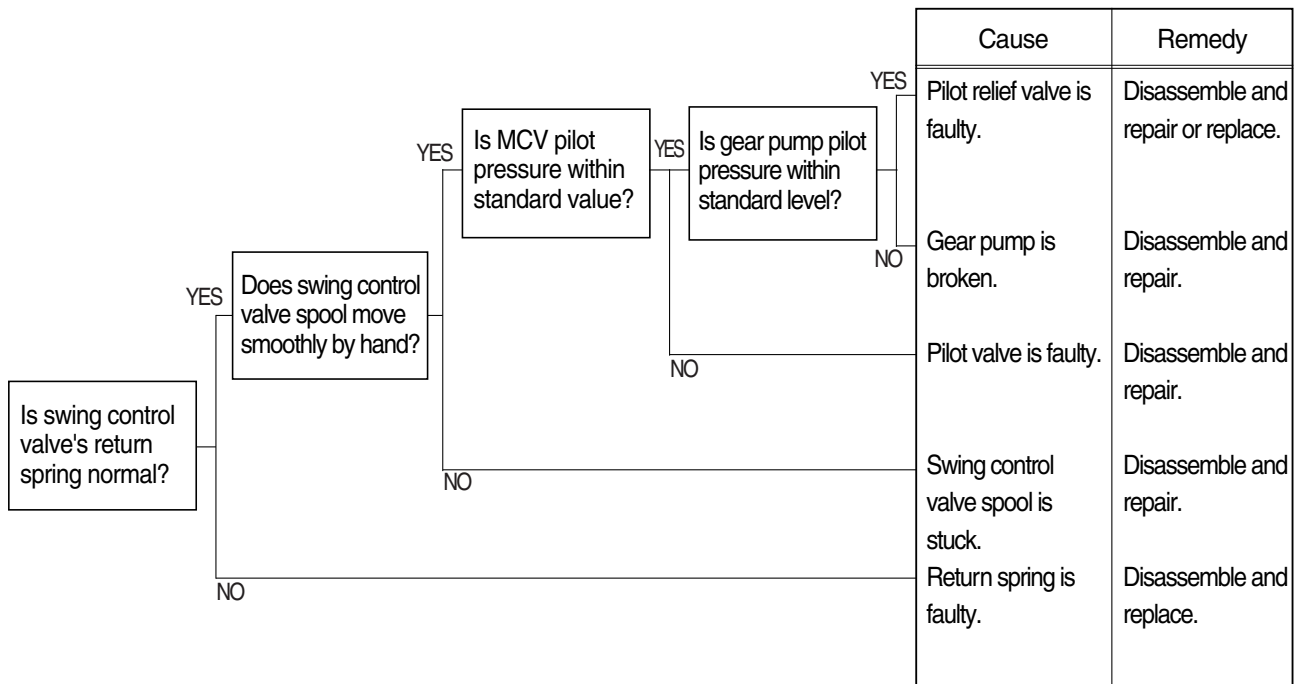 Cause
Remedy
YES
Pilot relief valve is
faulty.
Disassemble and
repair or replace.
YES
Is MCV pilot
pressure within
standard value?
YES
Is gear pump pilot
pressure within
standard level?
NO
Gear pump is
broken.
Disassemble and
repair.
YES
Does swing control
valve spool move
smoothly by hand?
NO
Pilot valve is faulty.
Disassemble and
repair.
Is swing control
valve's return
spring normal?
NO
Swing control
valve spool is
stuck.
Disassemble and
repair.
NO
Return spring is
faulty.
Disassemble and
replace.